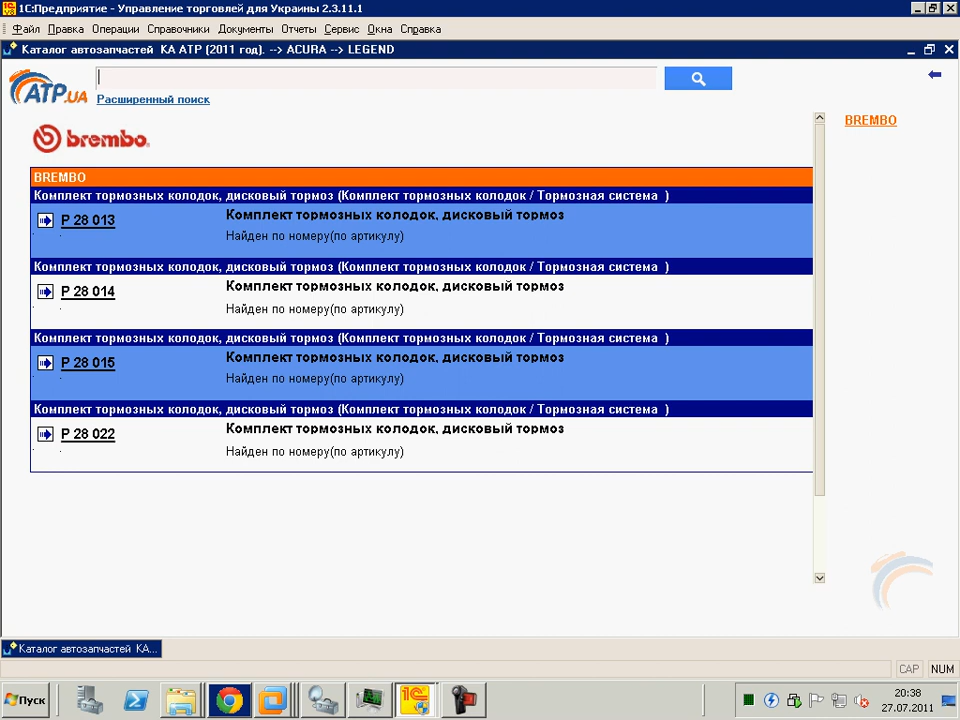 1С:Предприятие - Управление торговлей для Украины 2.3.11.1
Файл Правка Операции Справочники Документы Отчеты Сервис Окна Справка
Каталог автозапчастей КА АТР (2011 год). --> ACURA --> LEGEND
ATP.UA
Расширенный поиск
BREMBO
brembo.
BREMBO
Комплект тормозных колодок, дисковый тормоз (Комплект тормозных колодок / Тормозная система )
P 28 013
Комплект тормозных колодок, дисковый тормоз
Найден по номеру(по артикулу)
Комплект тормозных колодок, дисковый тормоз (Комплект тормозных колодок / Тормозная система )
P 28 014
Комплект тормозных колодок, дисковый тормоз
Найден по номеру(по артикулу)
Комплект тормозных колодок, дисковый тормоз (Комплект тормозных колодок / Тормозная система )
P 28 015
Комплект тормозных колодок, дисковый тормоз
Найден по номеру(по артикулу)
Комплект тормозных колодок, дисковый тормоз (Комплект тормозных колодок / Тормозная система )
P 28 022
Комплект тормозных колодок, дисковый тормоз
Найден по номеру(по артикулу)
Каталог автозапчастей КА...
CAP NUM
Пуск
1С
20:38
27.07.2011